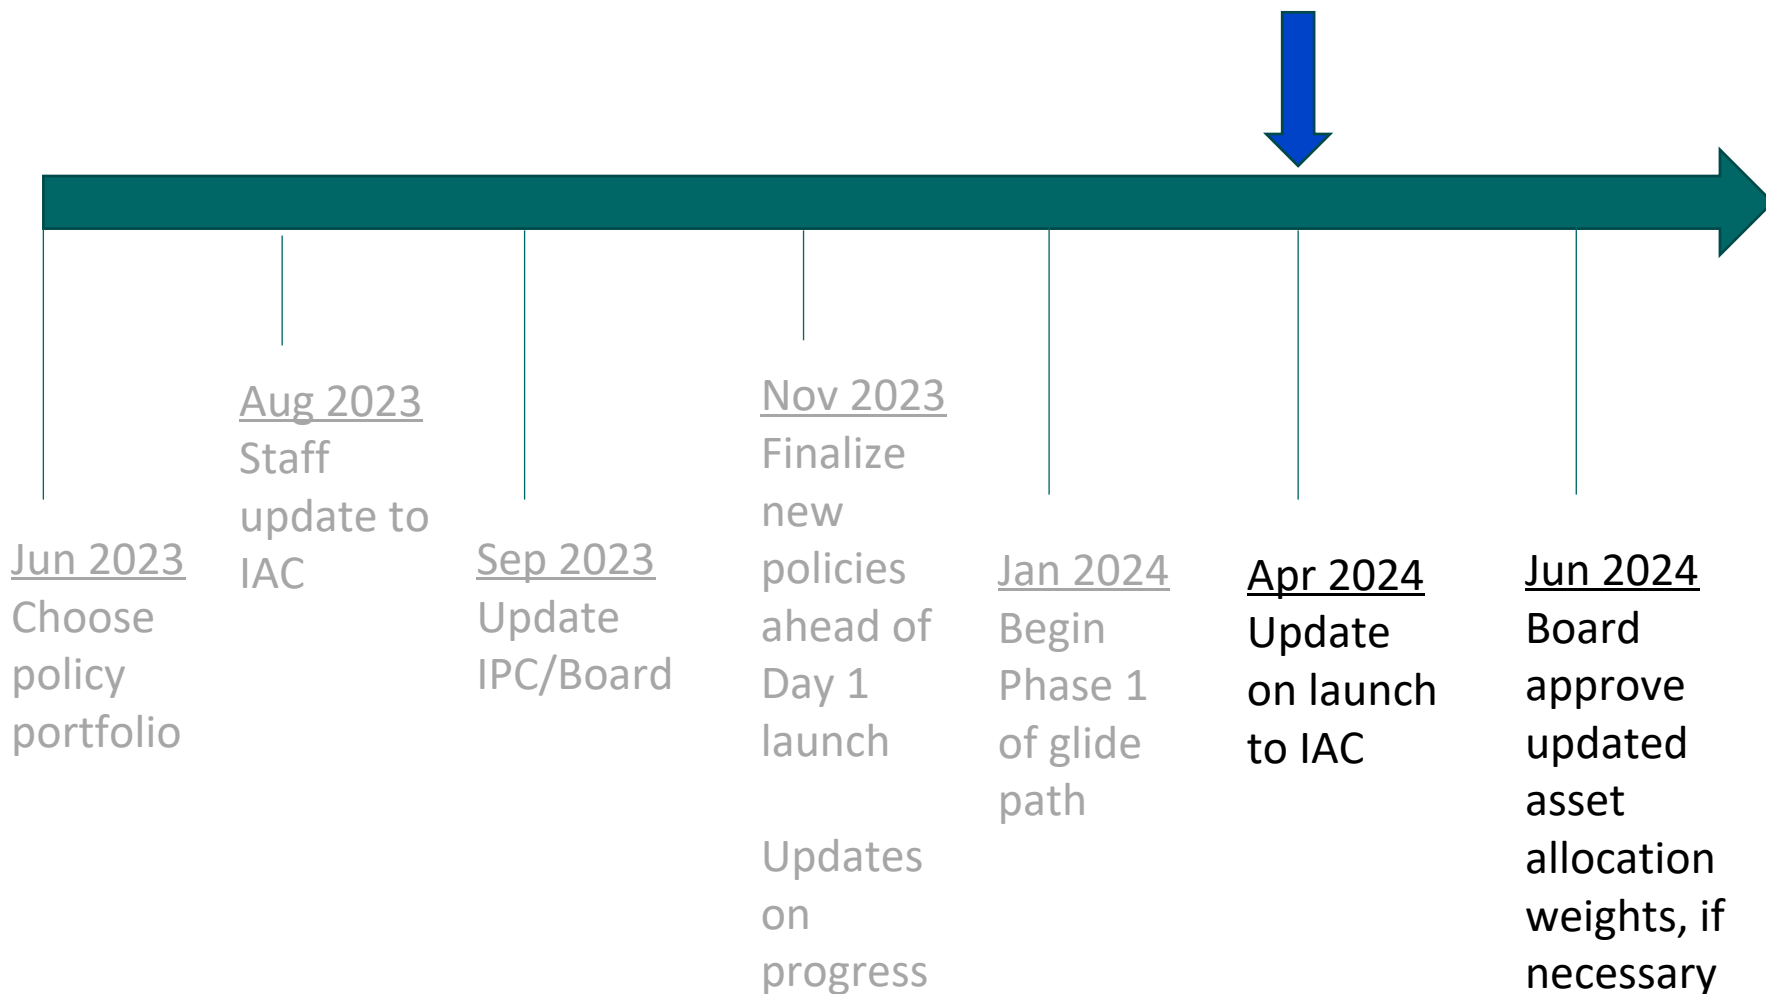 Jun 2023
Choose
policy
portfolio
Aug 2023
Staff
update to
IAC
Sep 2023
Update
IPC/Board
Nov 2023
Finalize
new
policies
ahead of
Day 1
launch
Updates
on
progress
Jan 2024
Begin
Phase 1
of glide
path
Apr 2024
Update
on launch
to IAC
Jun 2024
Board
approve
updated
asset
allocation
weights, if
necessary